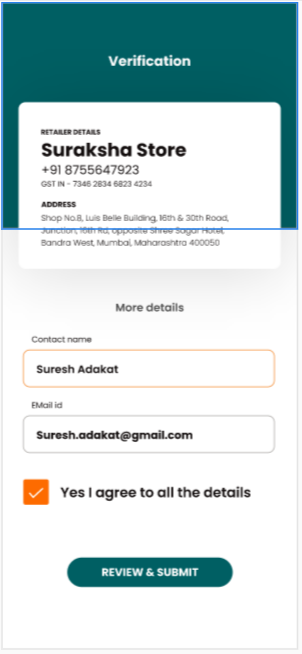 Verification
RETAILER DETAILS
Suraksha Store
+91 8755647923
GST IN - 7346 2834 6823 4234
ADDRESS
Shop No.8, Luis Belle Building, 16th & 30th Road,
Junction, 16th Rd, opposite Shree Sagar Hotel,
Bandra West, Mumbai, Maharashtra 400050
More details
Contact name
Suresh Adakat
EMail id
Suresh.adakat@gmail.com
Yes I agree to all the details
REVIEW & SUBMIT